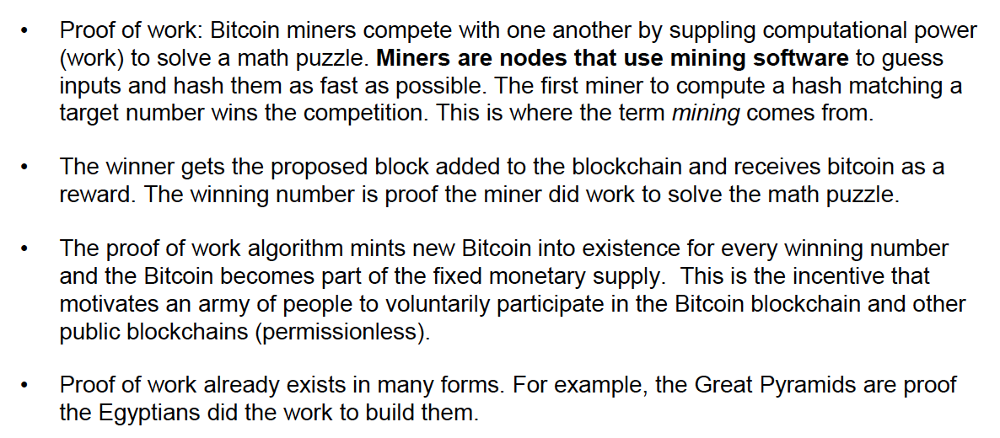 • Proof of work: Bitcoin miners compete with one another by suppling computational power
(work) to solve a math puzzle. Miners are nodes that use mining software to guess
inputs and hash them as fast as possible. The first miner to compute a hash matching a
target number wins the competition. This is where the term mining comes from.
• The winner gets the proposed block added to the blockchain and receives bitcoin as a
reward. The winning number is proof the miner did work to solve the math puzzle.
• The proof of work algorithm mints new Bitcoin into existence for every winning number
and the Bitcoin becomes part of the fixed monetary supply.  This is the incentive that
motivates an army of people to voluntarily participate in the Bitcoin blockchain and other
public blockchains (permissionless).
• Proof of work already exists in many forms. For example, the Great Pyramids are proof
the Egyptians did the work to build them.